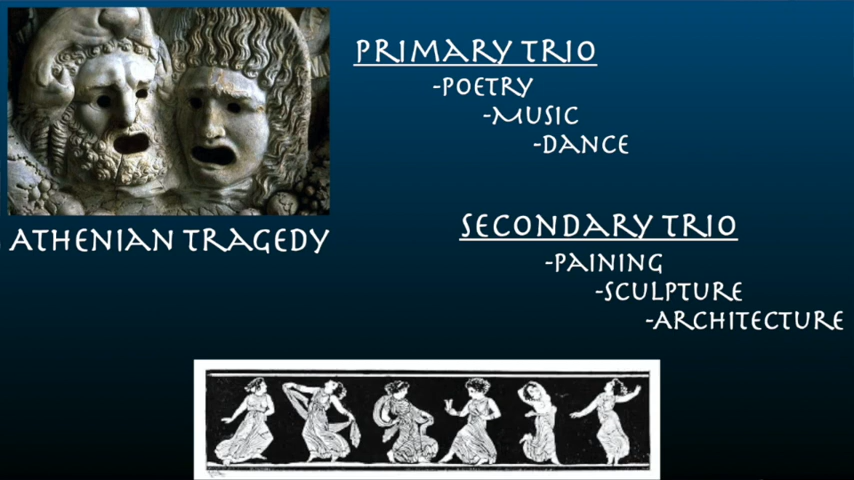 Athenian Tragedy
Primary Trio
-Poetry
-Music
-Dance
Secondary Trio
-Paining
-Sculpture
-Architecture